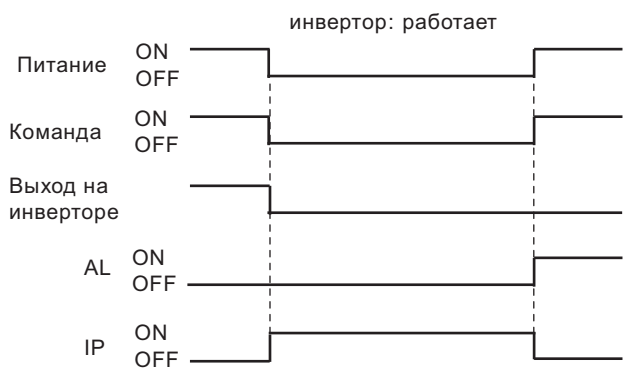 инвертор: работает
Питание
ON
OFF
Команда
ON
OFF
Выход на
инверторе
AL
ON
OFF
IP
ON
OFF